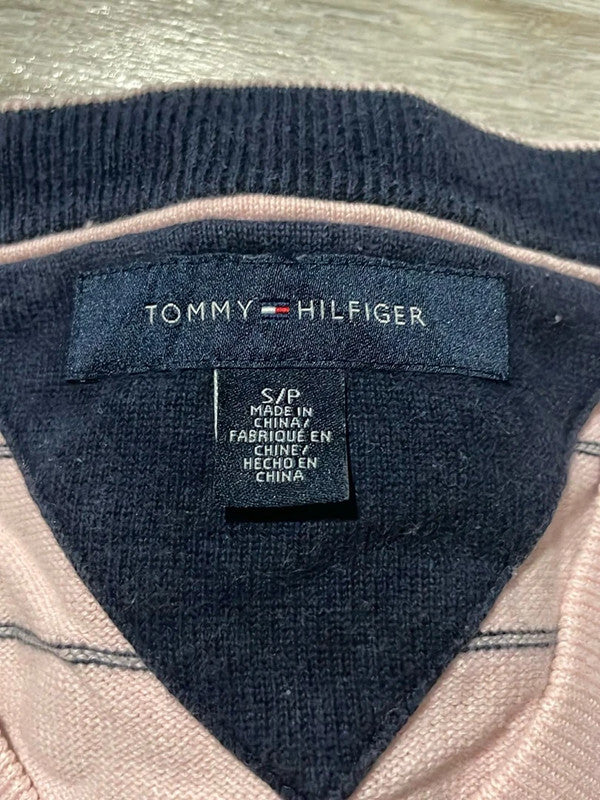 TOMMY HILFIGER
S/P
MADE IN
CHINA/
FABRIQUÉ EN
CHINE/
HECHO EN
CHINA